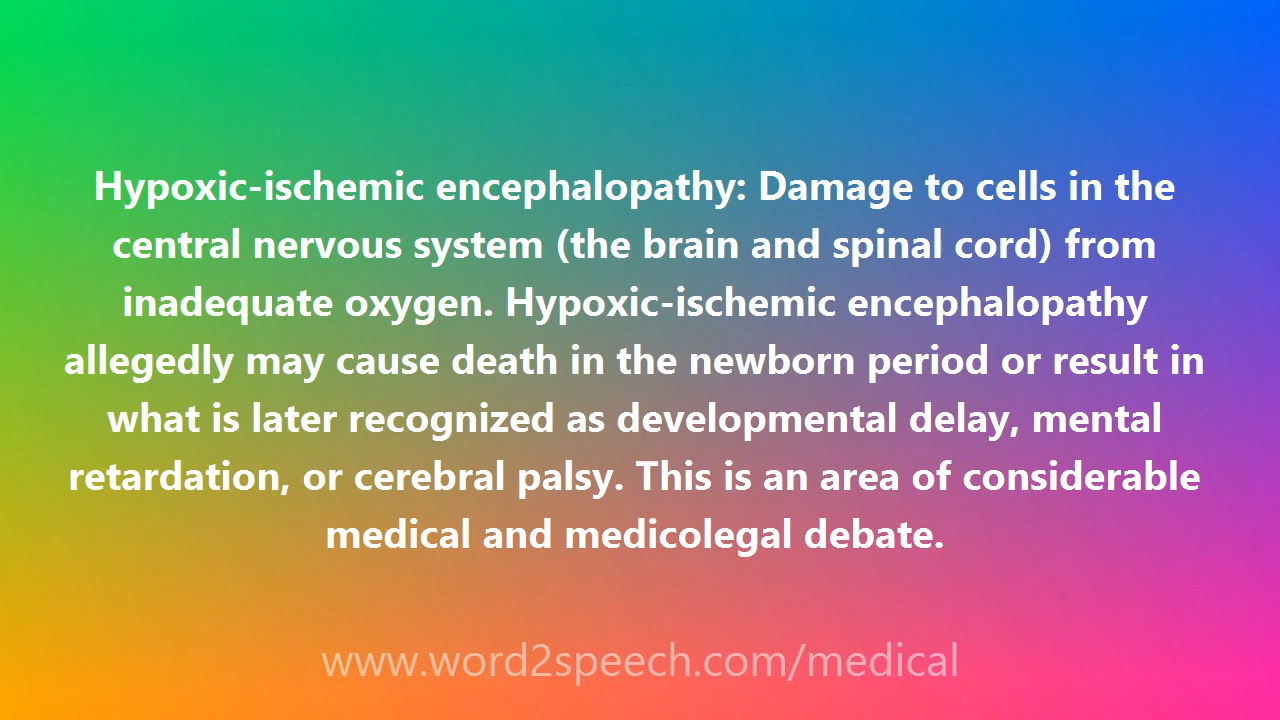 Hypoxic-ischemic encephalopathy: Damage to cells in the
central nervous system (the brain and spinal cord) from
inadequate oxygen. Hypoxic-ischemic encephalopathy
allegedly may cause death in the newborn period or result in
what is later recognized as developmental delay, mental
retardation, or cerebral palsy. This is an area of considerable
medical and medicolegal debate.
www.word2speech.com/medical